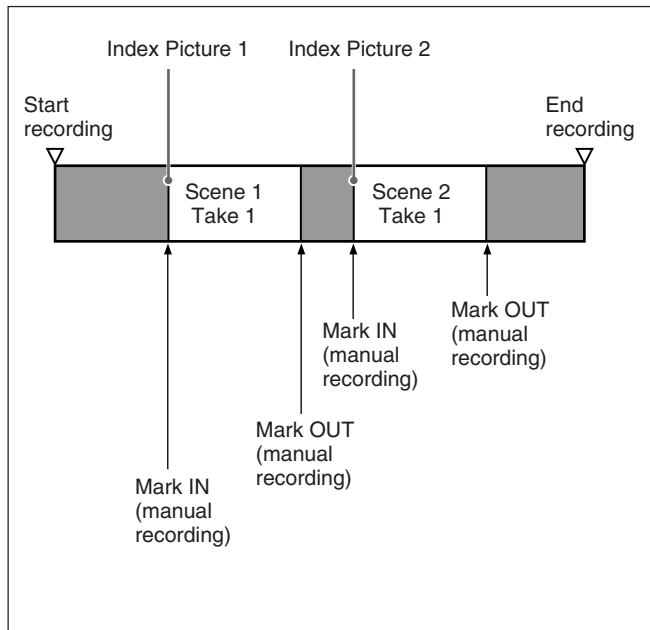 Index Picture 1
Index Picture 2
Start
recording
End
recording
Scene 1
Take 1
Scene 2
Take 1
Mark IN
(manual
recording)
Mark OUT
(manual
recording)
Mark IN
(manual
recording)
Mark OUT
(manual
recording)